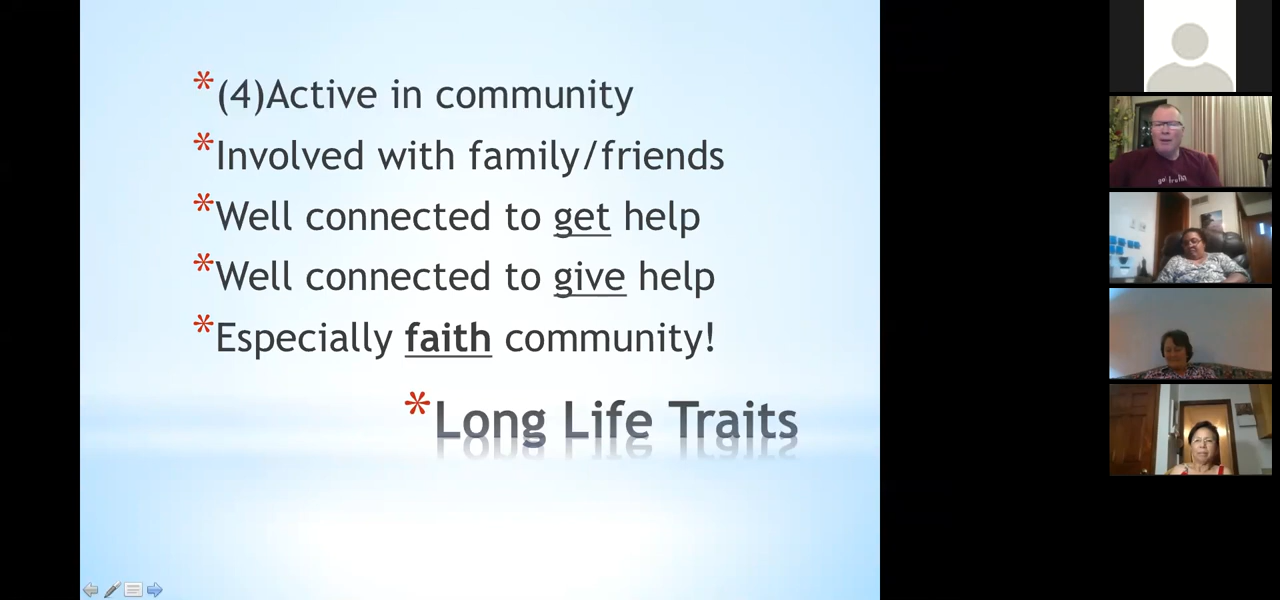 *(4)Active in community
*Involved with family/friends
*Well connected to get help
*Well connected to give help
*Especially faith community!
*Long Life Traits